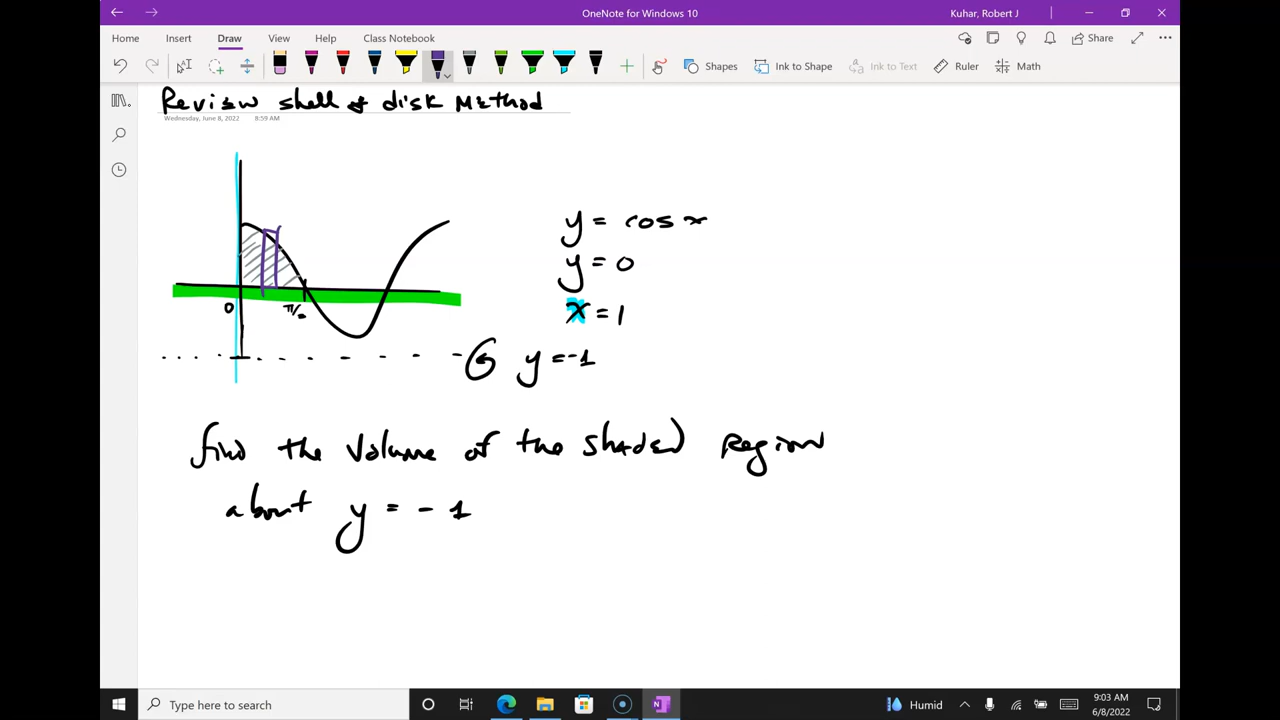 OneNote for Windows 10
Kuhar, Robert J
Home Insert Draw View Help Class Notebook
Share
Shapes Ink to Shape Ink to Text Ruler Math
Review shell & disk Method
Wednesday, June 8, 2022 8:59 AM
y = cos x
y = 0
x = 1
0 π/2
y = -1
find the volume of the shaded Region
about y = - 1
Type here to search
Humid
9:03 AM
6/8/2022